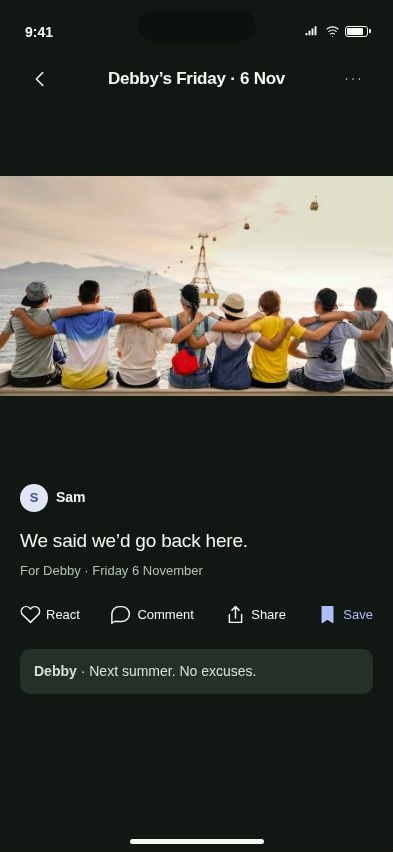 9:41
Debby’s Friday · 6 Nov
S
Sam
We said we’d go back here.
For Debby · Friday 6 November
React
Comment
Share
Save
Debby · Next summer. No excuses.